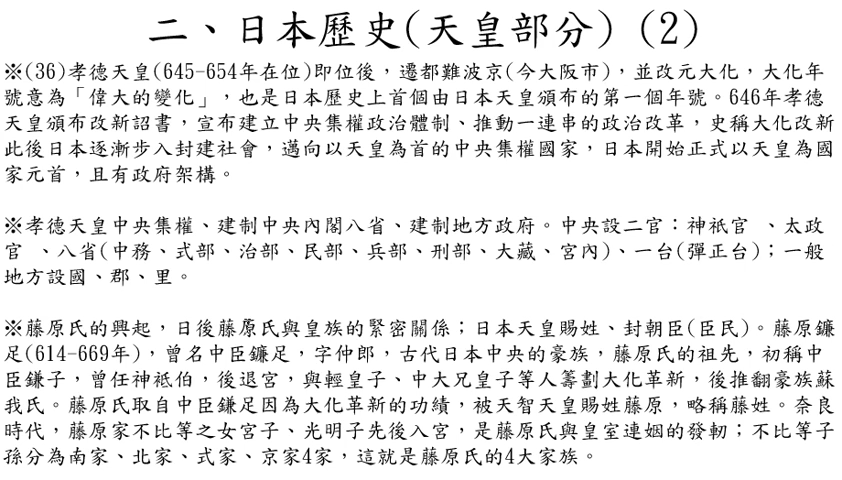 二、日本歷史(天皇部分) (2)
※(36)孝德天皇(645-654年在位)即位後，遷都難波京(今大阪市)，並改元大化，大化年
號意為「偉大的變化」，也是日本歷史上首個由日本天皇頒布的第一個年號。646年孝德
天皇頒布改新詔書，宣布建立中央集權政治體制、推動一連串的政治改革，史稱大化改新
此後日本逐漸步入封建社會，邁向以天皇為首的中央集權國家，日本開始正式以天皇為國
家元首，且有政府架構。
※孝德天皇中央集權、建制中央內閣八省、建制地方政府。中央設二官：神祇官 、太政
官 、八省(中務、式部、治部、民部、兵部、刑部、大藏、宮內)、一台(彈正台)；一般
地方設國、郡、里。
※藤原氏的興起，日後藤原氏與皇族的緊密關係；日本天皇賜姓、封朝臣(臣民)。藤原鐮
足(614-669年)，曾名中臣鐮足，字仲郎，古代日本中央的豪族，藤原氏的祖先，初稱中
臣鎌子，曾任神祇伯，後退宮，與輕皇子、中大兄皇子等人籌劃大化革新，後推翻豪族蘇
我氏。藤原氏取自中臣鎌足因為大化革新的功績，被天智天皇賜姓藤原，略稱藤姓。奈良
時代，藤原家不比等之女宮子、光明子先後入宮，是藤原氏與皇室連姻的發軔；不比等子
孫分為南家、北家、式家、京家4家，這就是藤原氏的4大家族。